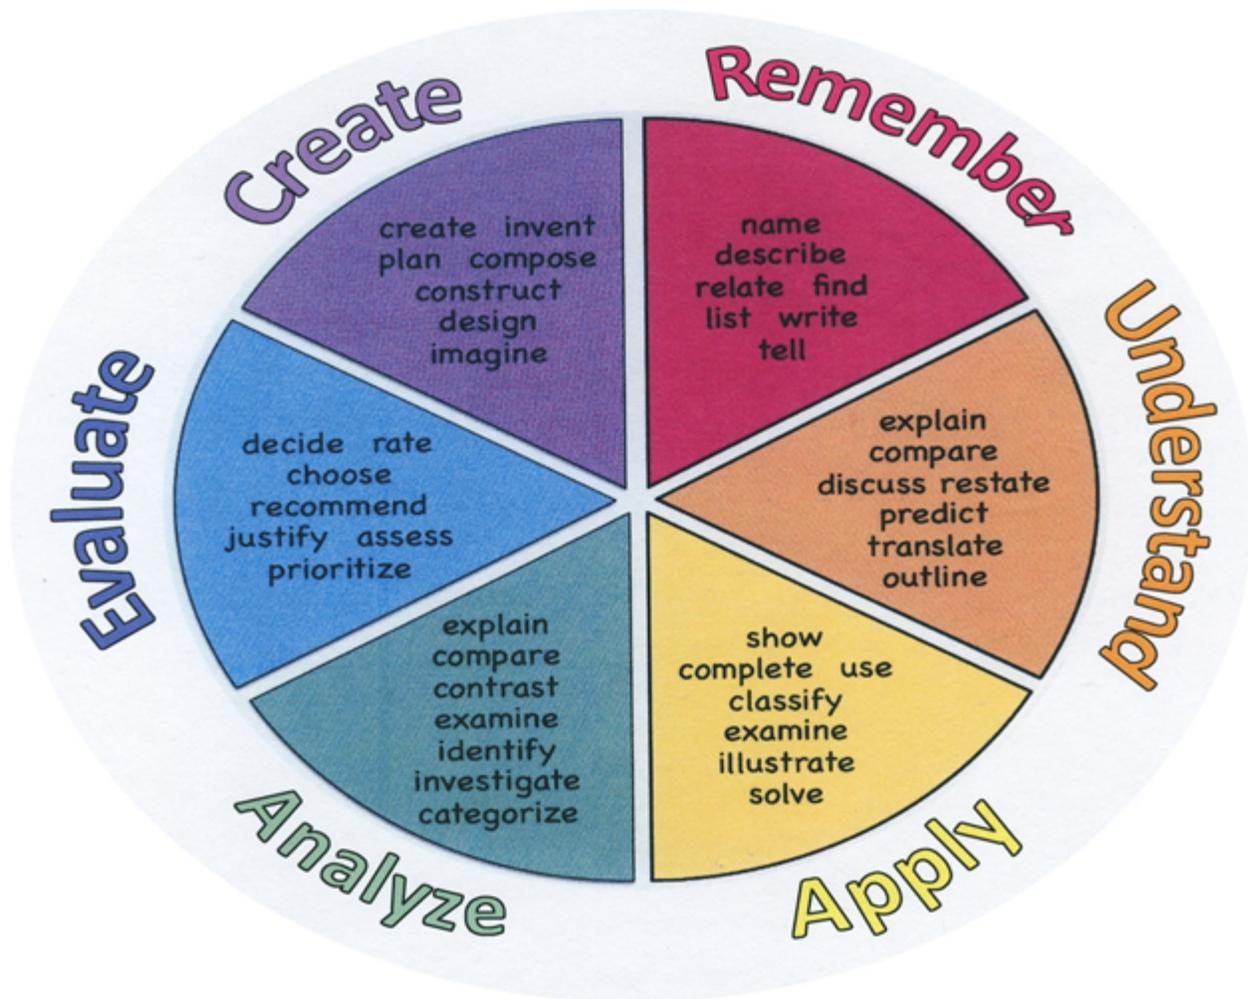 Remember
name
describe
relate find
list write
tell
Understand
explain
compare
discuss restate
predict
translate
outline
Apply
show
complete use
classify
examine
illustrate
solve
Analyze
explain
compare
contrast
examine
identify
investigate
categorize
Evaluate
decide rate
choose
recommend
justify assess
prioritize
Create
create invent
plan compose
construct
design
imagine